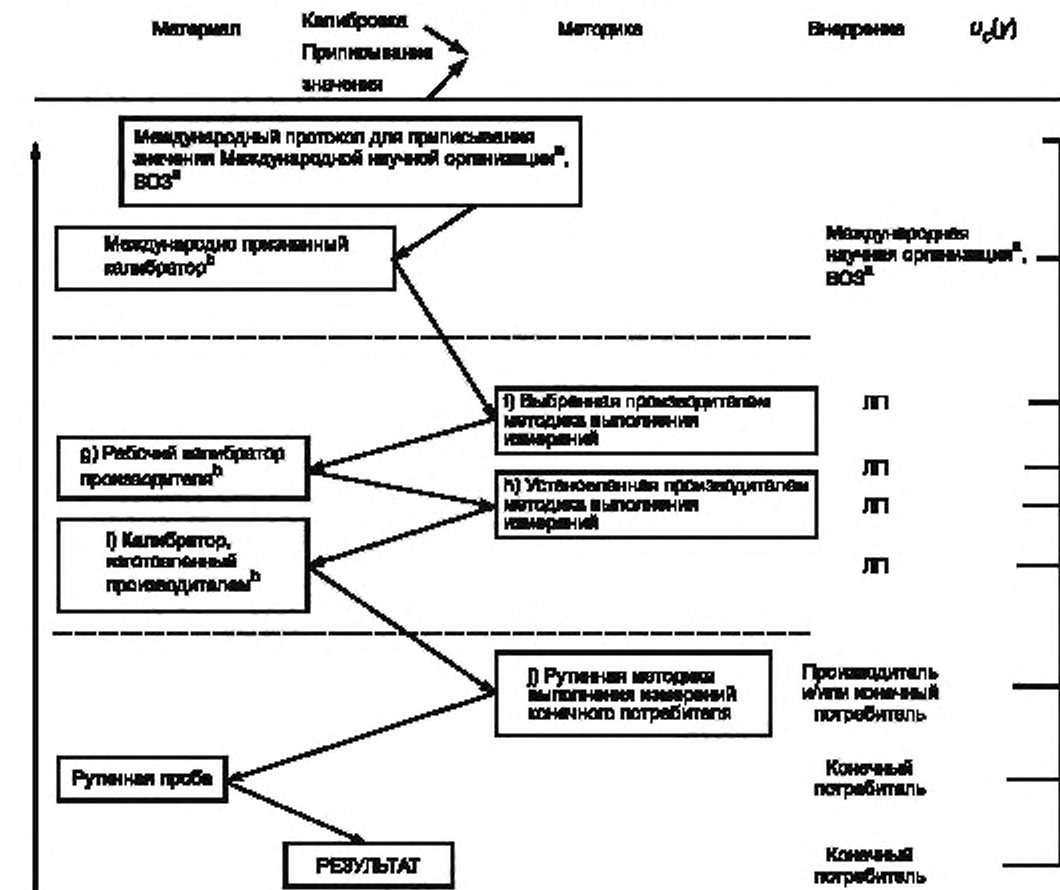 Материал
Калибровка
Приписывание
значения
Методика
Внедрение
u_c(y)
Международный протокол для приписывания
значения Международной научной организации^a,
ВОЗ^a
Международно признанный
калибратор^b
Международная
научная организация^a,
ВОЗ^a
f) Выбранная производителем
методика выполнения
измерений
ЛП
g) Рабочий калибратор
производителя^b
ЛП
h) Установленная производителем
методика выполнения
измерений
ЛП
i) Калибратор,
изготовленный
производителем^b
ЛП
j) Рутинная методика
выполнения измерений
конечного потребителя
Производитель
и/или конечный
потребитель
Рутинная проба
Конечный
потребитель
РЕЗУЛЬТАТ
Конечный
потребитель